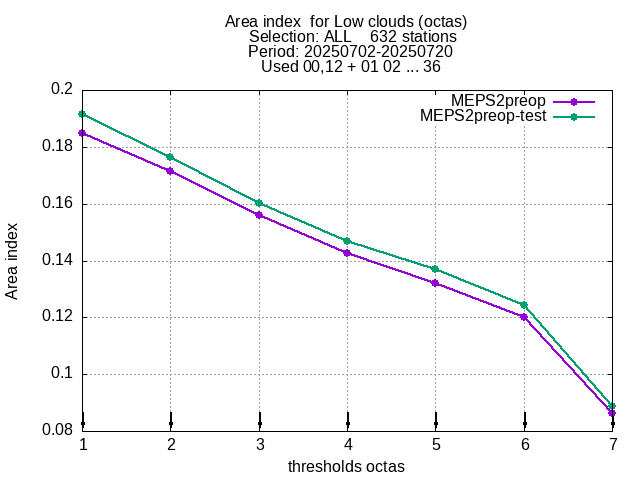 Area index  for Low clouds (octas)
Selection: ALL    632 stations
Period: 20250702-20250720
Used 00,12 + 01 02 ... 36
MEPS2preop
MEPS2preop-test
Area index
0.2
0.18
0.16
0.14
0.12
0.1
0.08
1 2 3 4 5 6 7
thresholds octas